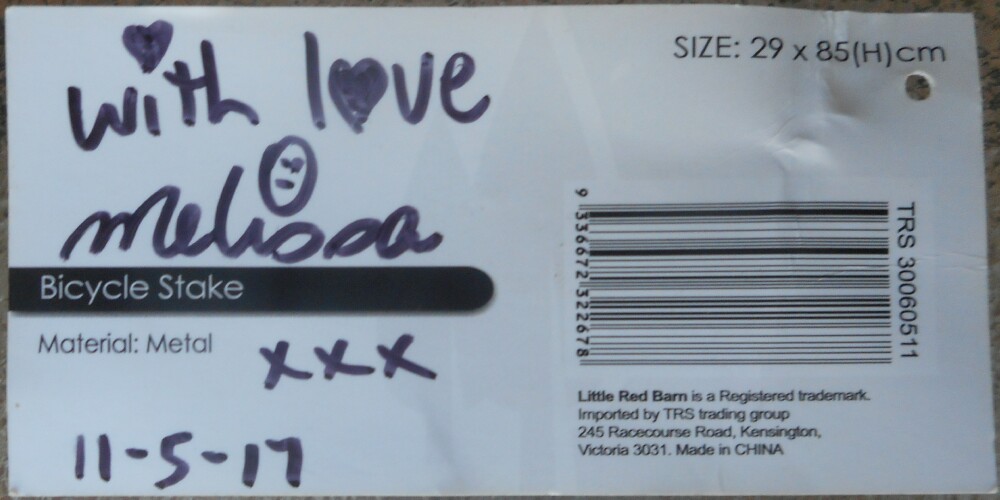 with love
melissa
Bicycle Stake
Material: Metal
xxx
11-5-17
SIZE: 29 x 85(H)cm
9 336672 322678
TRS 30060511
Little Red Barn is a Registered trademark.
Imported by TRS trading group
245 Racecourse Road, Kensington,
Victoria 3031. Made in CHINA